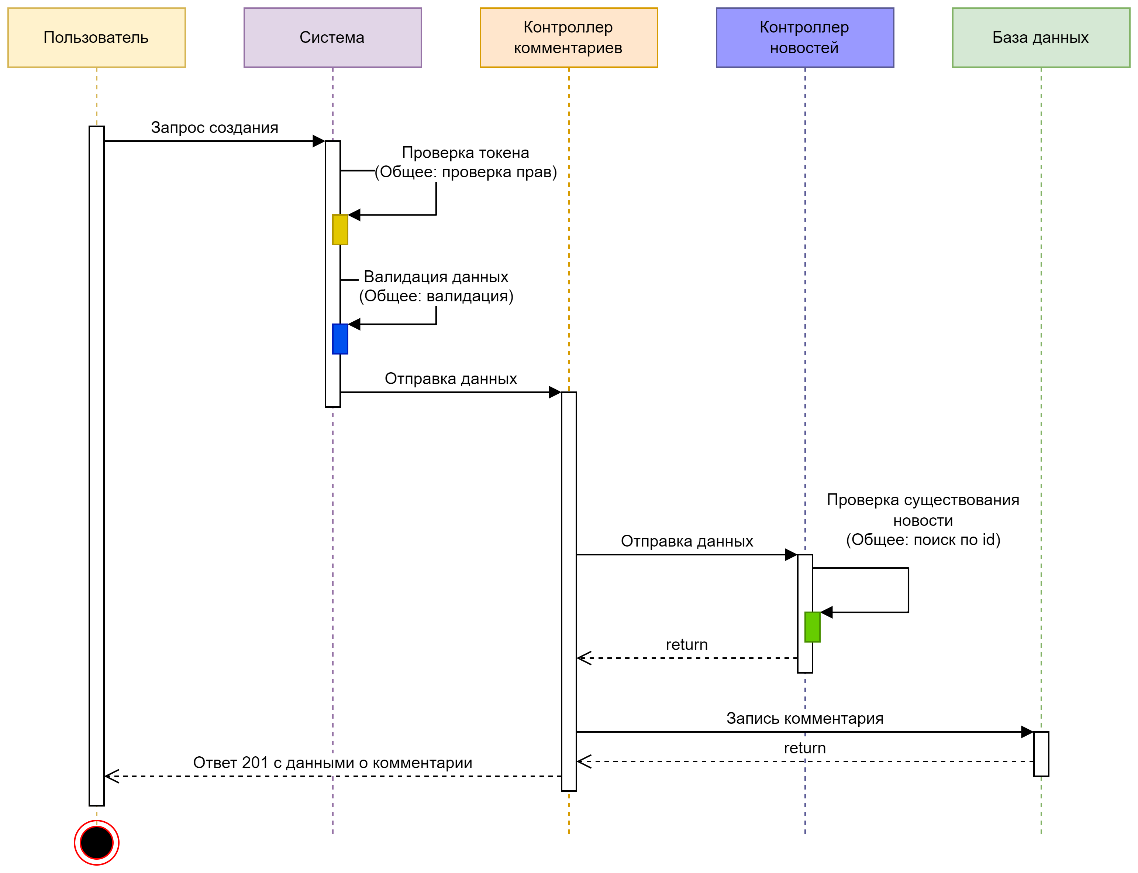 Пользователь
Система
Контроллер
комментариев
Контроллер
новостей
База данных
Запрос создания
Проверка токена
(Общее: проверка прав)
Валидация данных
(Общее: валидация)
Отправка данных
Проверка существования
новости
(Общее: поиск по id)
Отправка данных
return
Запись комментария
return
Ответ 201 с данными о комментарии